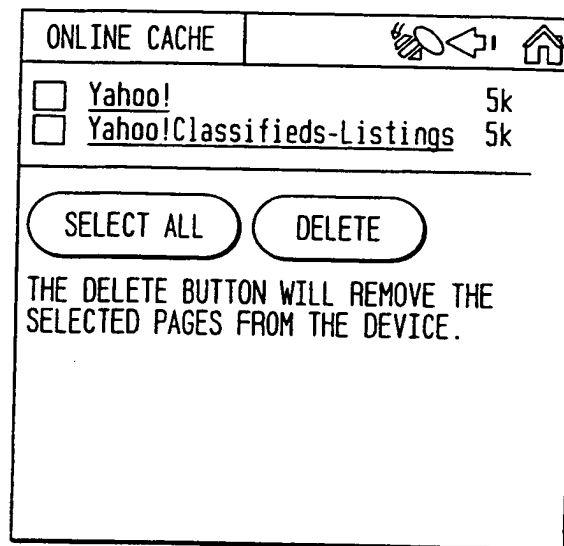 ONLINE CACHE
Yahoo! 5k
Yahoo!Classifieds-Listings 5k
SELECT ALL DELETE
THE DELETE BUTTON WILL REMOVE THE
SELECTED PAGES FROM THE DEVICE.